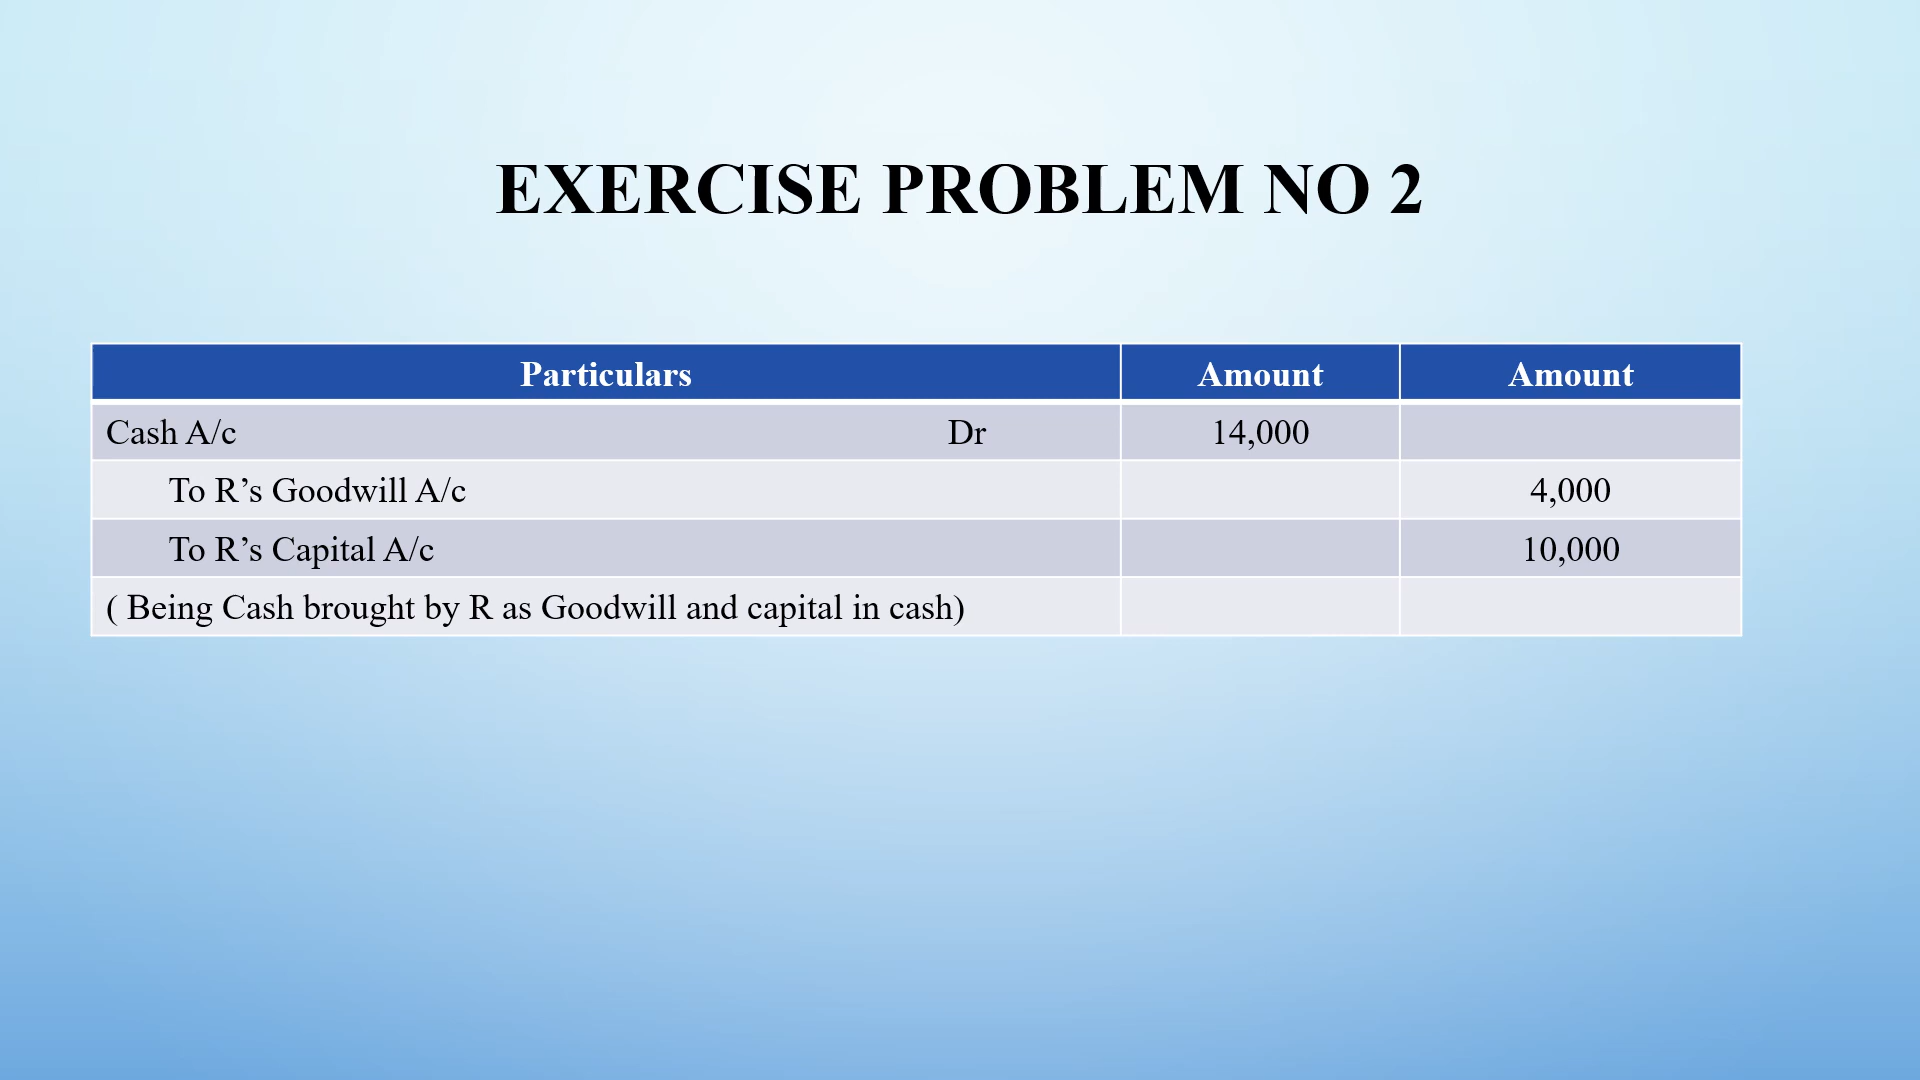 EXERCISE PROBLEM NO 2
Particulars Amount Amount
Cash A/c Dr 14,000
To R’s Goodwill A/c 4,000
To R’s Capital A/c 10,000
( Being Cash brought by R as Goodwill and capital in cash)